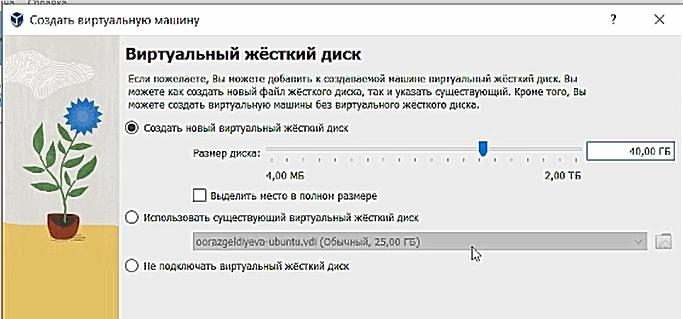 Справка
Создать виртуальную машину
?
Виртуальный жёсткий диск
Если пожелаете, Вы можете добавить к создаваемой машине виртуальный жёсткий диск. Вы
можете как создать новый файл жёсткого диска, так и указать существующий. Кроме того, Вы
можете создать виртуальную машины без виртуального жёсткого диска.
Создать новый виртуальный жёсткий диск
Размер диска:
40,00 ГБ
4,00 МБ 2,00 ТБ
Выделить место в полном размере
Использовать существующий виртуальный жёсткий диск
oorazgeldiyeva-ubuntu.vdi (Обычный, 25,00 ГБ)
Не подключать виртуальный жёсткий диск